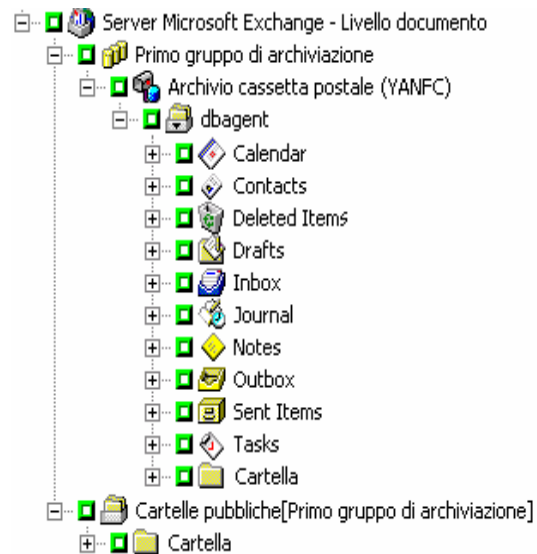 Server Microsoft Exchange - Livello documento
Primo gruppo di archiviazione
Archivio cassetta postale (YANFC)
dbagent
Calendar
Contacts
Deleted Items
Drafts
Inbox
Journal
Notes
Outbox
Sent Items
Tasks
Cartella
Cartelle pubbliche[Primo gruppo di archiviazione]
Cartella